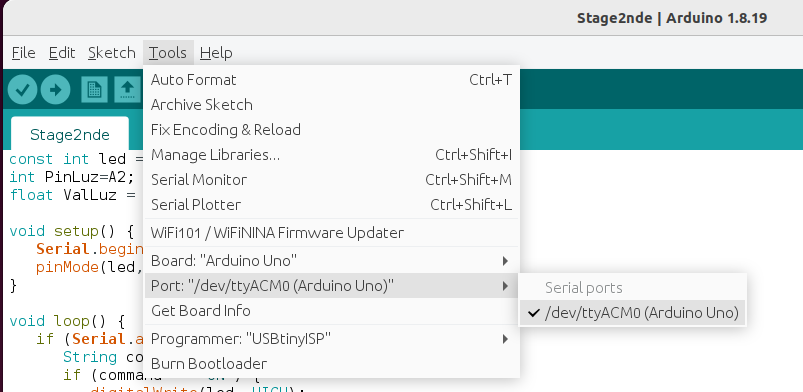 Stage2nde | Arduino 1.8.19
File Edit Sketch Tools Help
Auto Format Ctrl+T
Archive Sketch
Fix Encoding & Reload
Manage Libraries... Ctrl+Shift+I
Serial Monitor Ctrl+Shift+M
Serial Plotter Ctrl+Shift+L
WiFi101 / WiFiNINA Firmware Updater
Board: "Arduino Uno"
Port: "/dev/ttyACM0 (Arduino Uno)"
Get Board Info
Programmer: "USBtinyISP"
Burn Bootloader
Serial ports
/dev/ttyACM0 (Arduino Uno)
Stage2nde
const int led =
int PinLuz=A2;
float ValLuz =
void setup() {
Serial.begin
pinMode(led,
}
void loop() {
if (Serial.a
String co
if (command